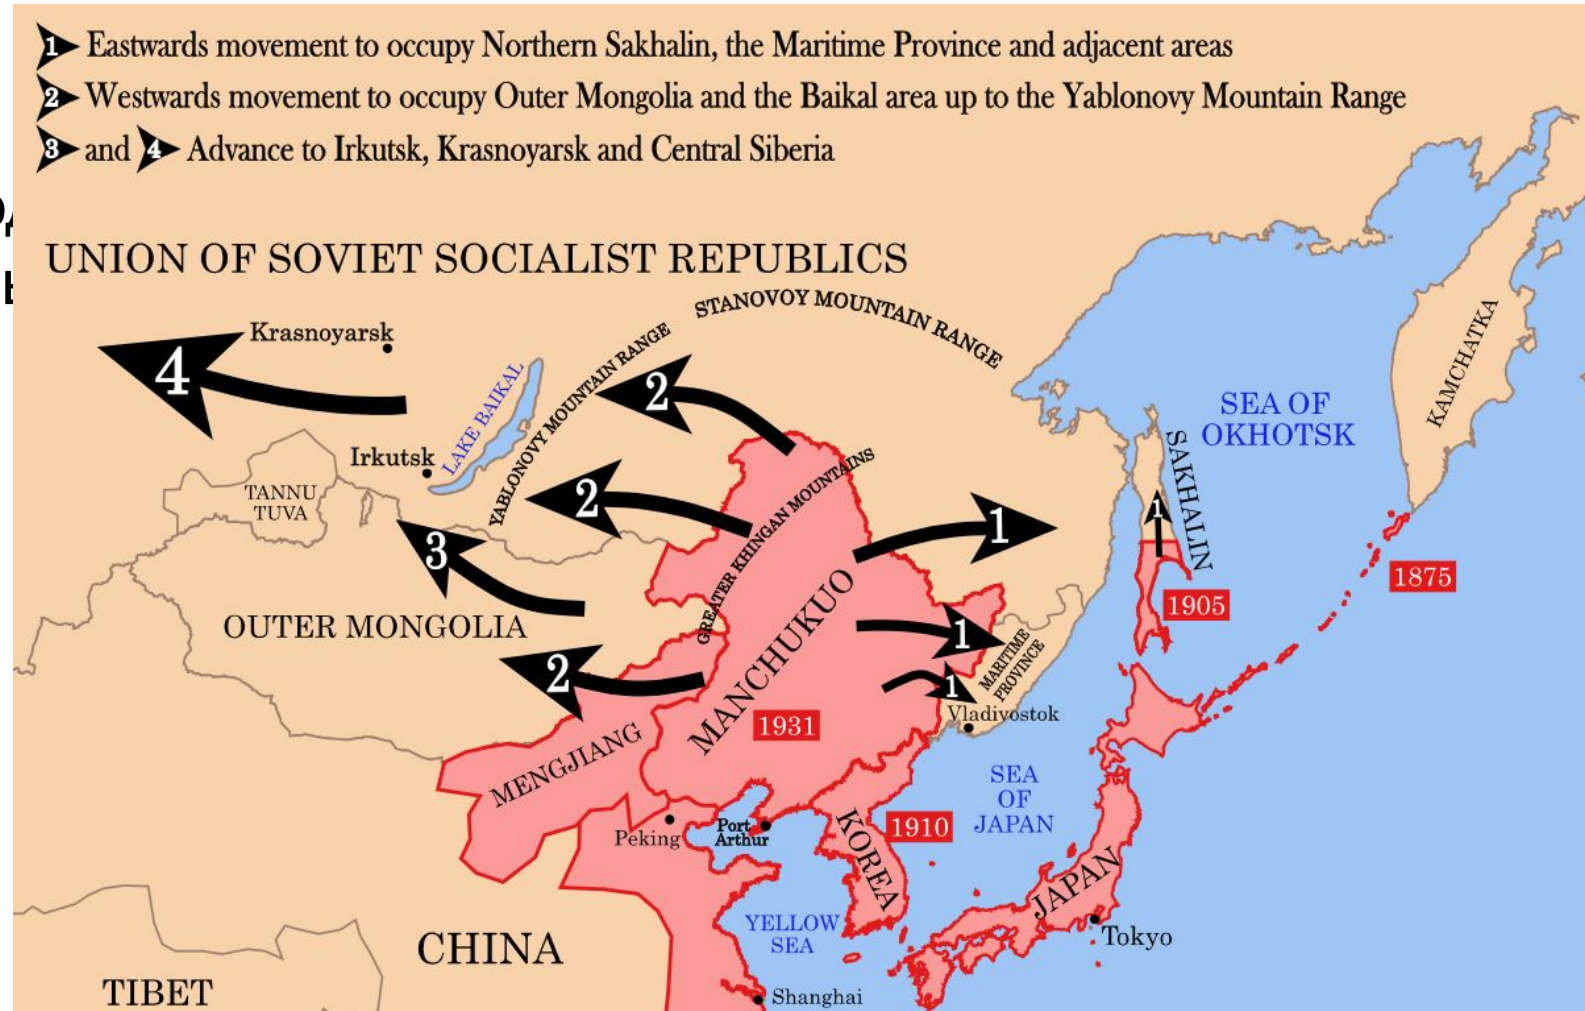 1 Eastwards movement to occupy Northern Sakhalin, the Maritime Province and adjacent areas
2 Westwards movement to occupy Outer Mongolia and the Baikal area up to the Yablonovy Mountain Range
3 and 4 Advance to Irkutsk, Krasnoyarsk and Central Siberia
UNION OF SOVIET SOCIALIST REPUBLICS
STANOVOY MOUNTAIN RANGE
Krasnoyarsk
4
LAKE BAIKAL
YABLONOVY MOUNTAIN RANGE
2
KAMCHATKA
SEA OF
OKHOTSK
Irkutsk
TANNU
TUVA
2
GREATER KHINGAN MOUNTAINS
1
1
SAKHALIN
3
1875
1905
OUTER MONGOLIA
2
MANCHUKUO
1
MARITIME
PROVINCE
1
Vladivostok
1931
MENGJIANG
SEA
OF
JAPAN
Peking
Port
Arthur
KOREA
1910
JAPAN
YELLOW
SEA
Tokyo
CHINA
TIBET
Shanghai